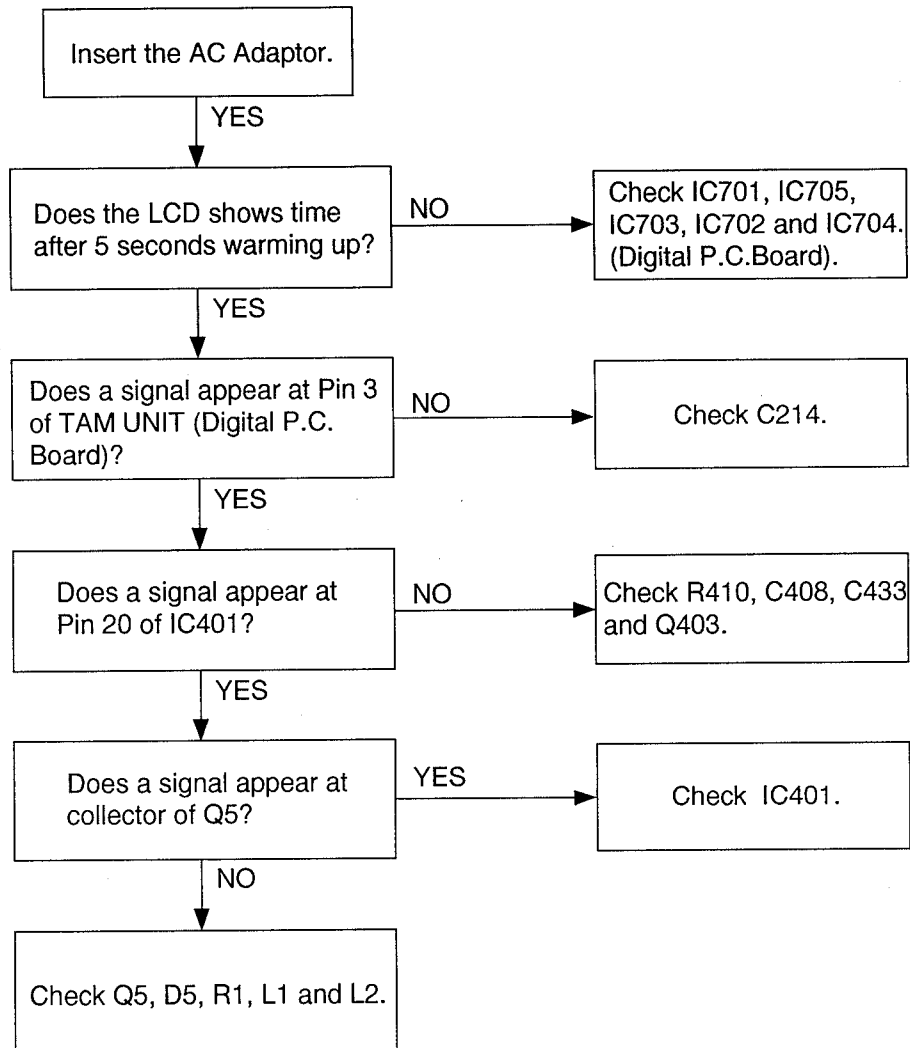 Insert the AC Adaptor.
YES
Does the LCD shows time
after 5 seconds warming up?
NO
Check IC701, IC705,
IC703, IC702 and IC704.
(Digital P.C.Board).
YES
Does a signal appear at Pin 3
of TAM UNIT (Digital P.C.
Board)?
NO
Check C214.
YES
Does a signal appear at
Pin 20 of IC401?
NO
Check R410, C408, C433
and Q403.
YES
Does a signal appear at
collector of Q5?
YES
Check IC401.
NO
Check Q5, D5, R1, L1 and L2.